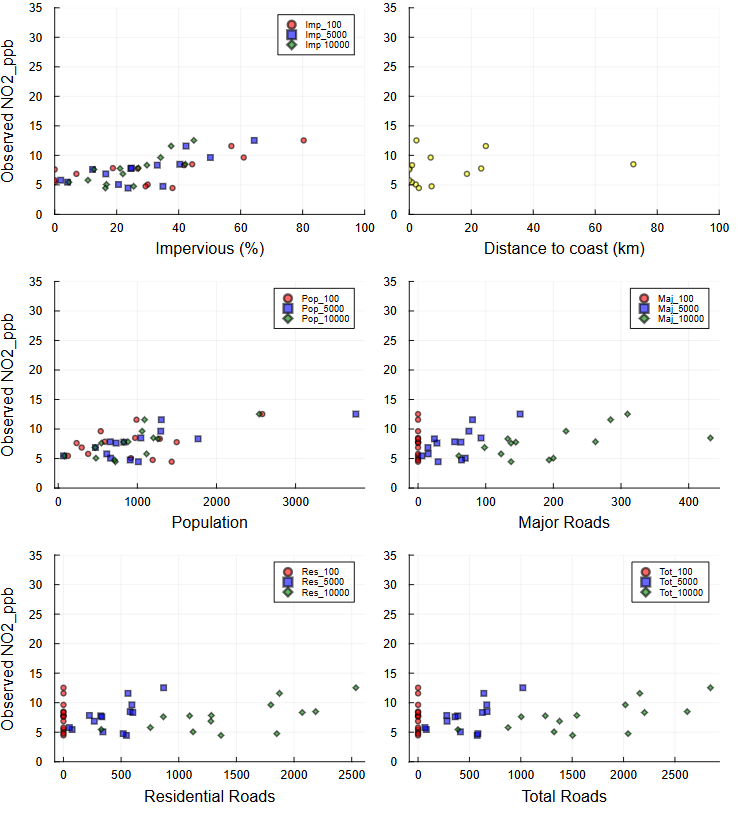 35
30
25
20
15
10
5
0
Observed NO2_ppb
Imp_100
Imp_5000
Imp 10000
0 20 40 60 80 100
Impervious (%)
35
30
25
20
15
10
5
0
0 20 40 60 80 100
Distance to coast (km)
35
30
25
20
15
10
5
0
Observed NO2_ppb
Pop_100
Pop_5000
Pop_10000
0 1000 2000 3000
Population
35
30
25
20
15
10
5
0
Maj_100
Maj_5000
Maj_10000
0 100 200 300 400
Major Roads
35
30
25
20
15
10
5
0
Observed NO2_ppb
Res_100
Res_5000
Res_10000
0 500 1000 1500 2000 2500
Residential Roads
35
30
25
20
15
10
5
0
Tot_100
Tot_5000
Tot_10000
0 500 1000 1500 2000 2500
Total Roads